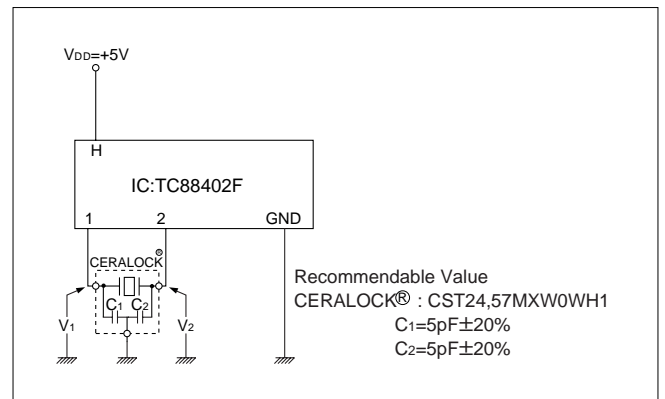 VDD=+5V
H
IC:TC88402F
1 2 GND
CERALOCK®
C1 C2
V1 V2
Recommendable Value
CERALOCK® : CST24,57MXW0WH1
C1=5pF±20%
C2=5pF±20%